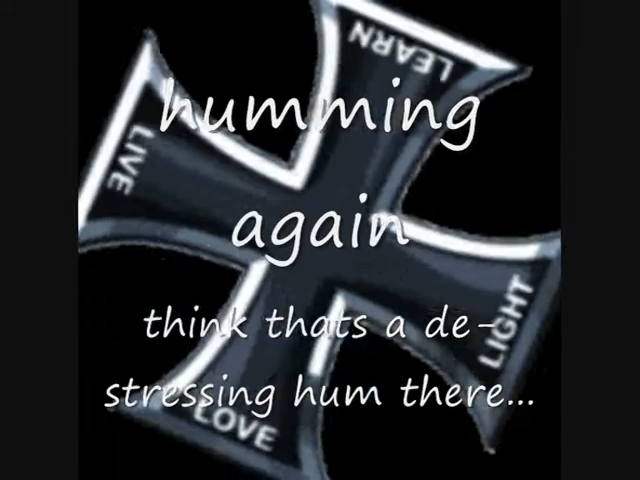 LEARN
humming
LIVE
again
think thats a de-
LIGHT
stressing hum there...
LOVE